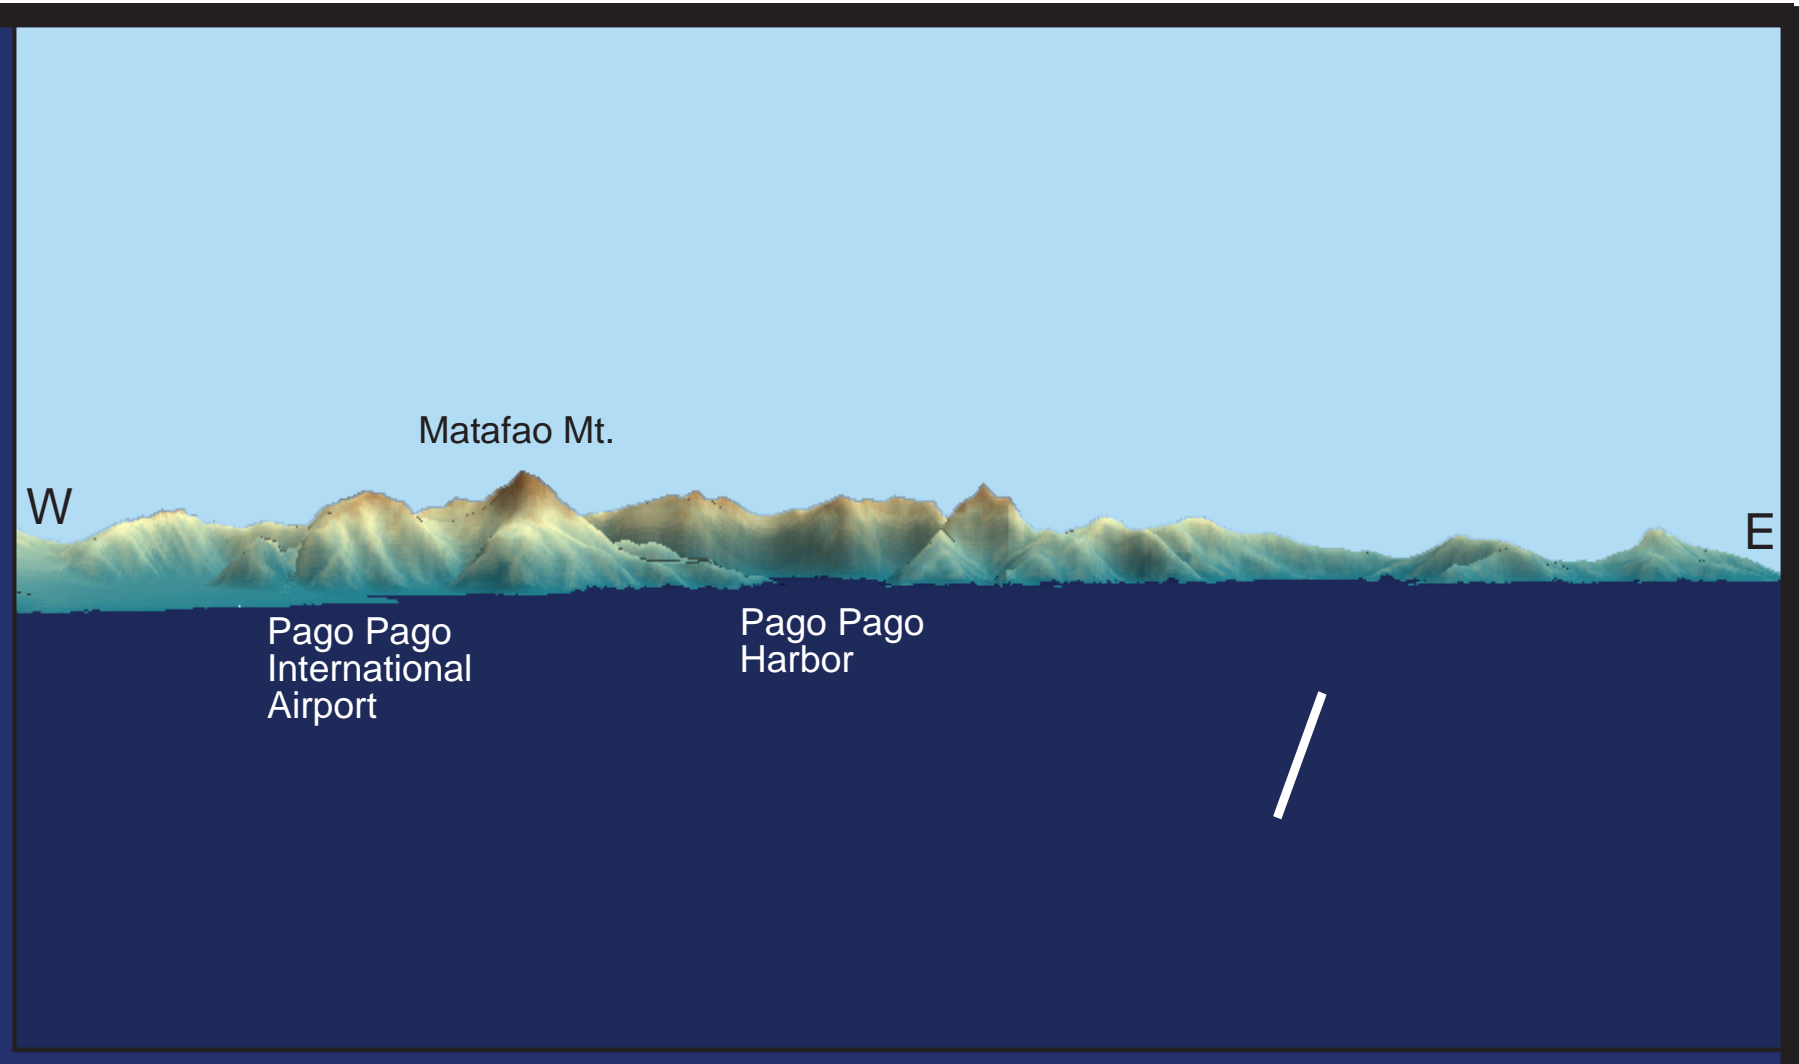 Matafao Mt.
W
E
Pago Pago
International
Airport
Pago Pago
Harbor